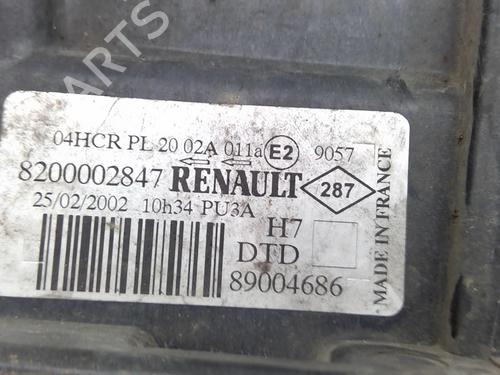 PARTS
04HCR PL 20 02A 011a E2 9057
8200002847 RENAULT 287
25/02/2002 10h34 PU3A
H7
DTD
89004686
MADE IN FRANCE